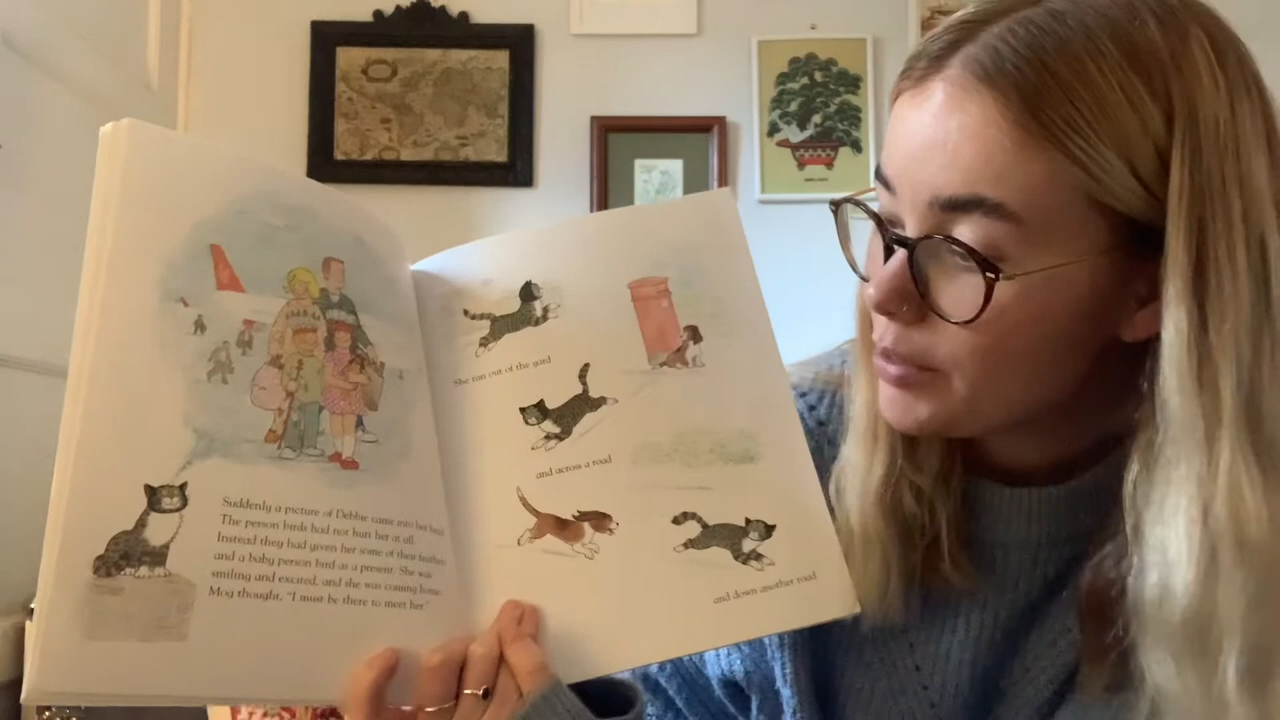 Suddenly a picture of Debbie came into her head.
The person birds had not hurt her at all.
Instead they had given her some of their feathers
and a baby person bird as a present. She was
smiling and excited, and she was coming home.
Mog thought, "I must be there to meet her."
She ran out of the yard
and across a road
and down another road